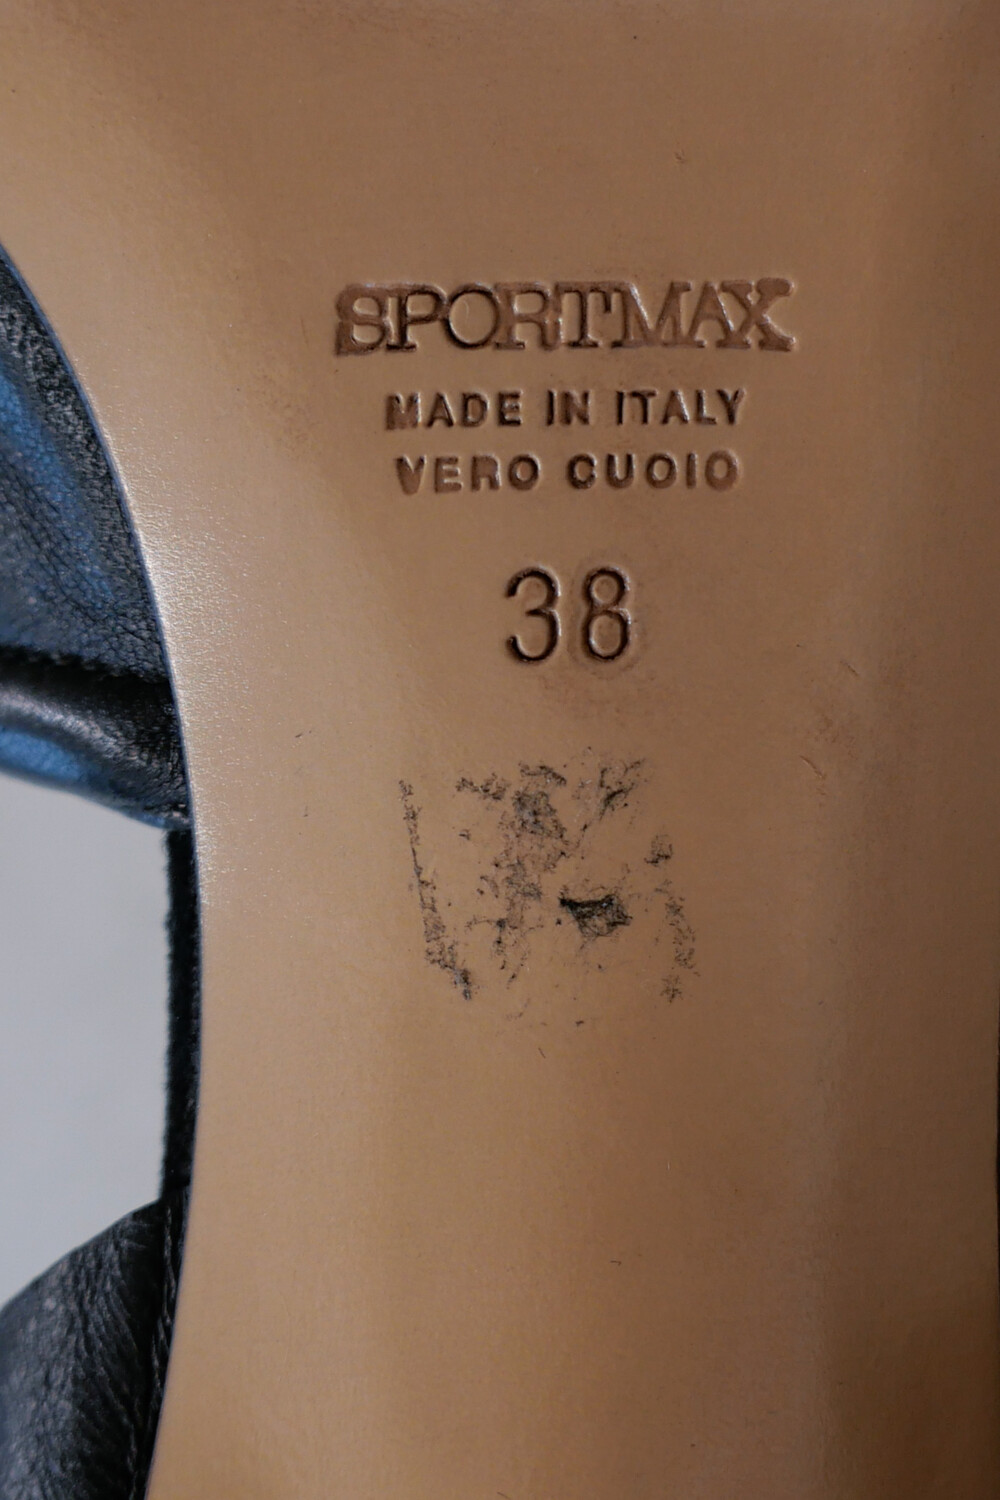 SPORTMAX
MADE IN ITALY
VERO CUOIO
38